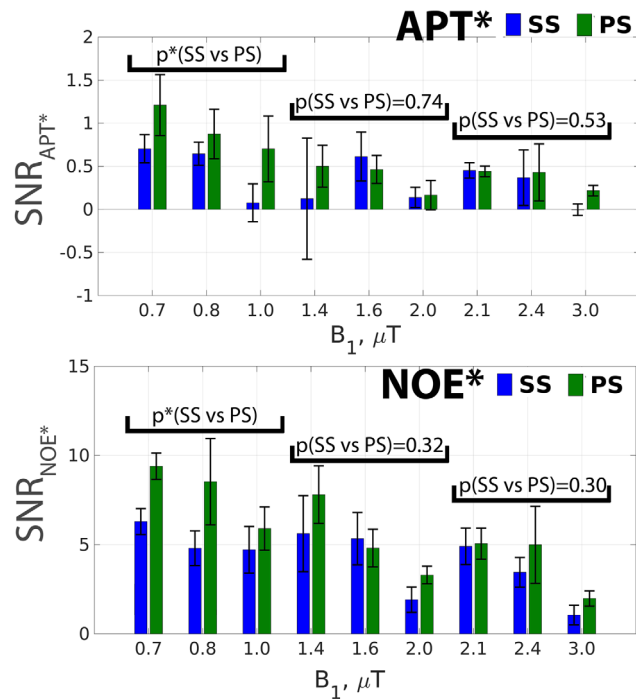 APT* SS PS
p*(SS vs PS)
p(SS vs PS)=0.74
p(SS vs PS)=0.53
SNR_APT*
2
1.5
1
0.5
0
-0.5
-1
0.7 0.8 1.0 1.4 1.6 2.0 2.1 2.4 3.0
B₁, μT
NOE* SS PS
p*(SS vs PS)
p(SS vs PS)=0.32
p(SS vs PS)=0.30
SNR_NOE*
15
10
5
0
0.7 0.8 1.0 1.4 1.6 2.0 2.1 2.4 3.0
B₁, μT